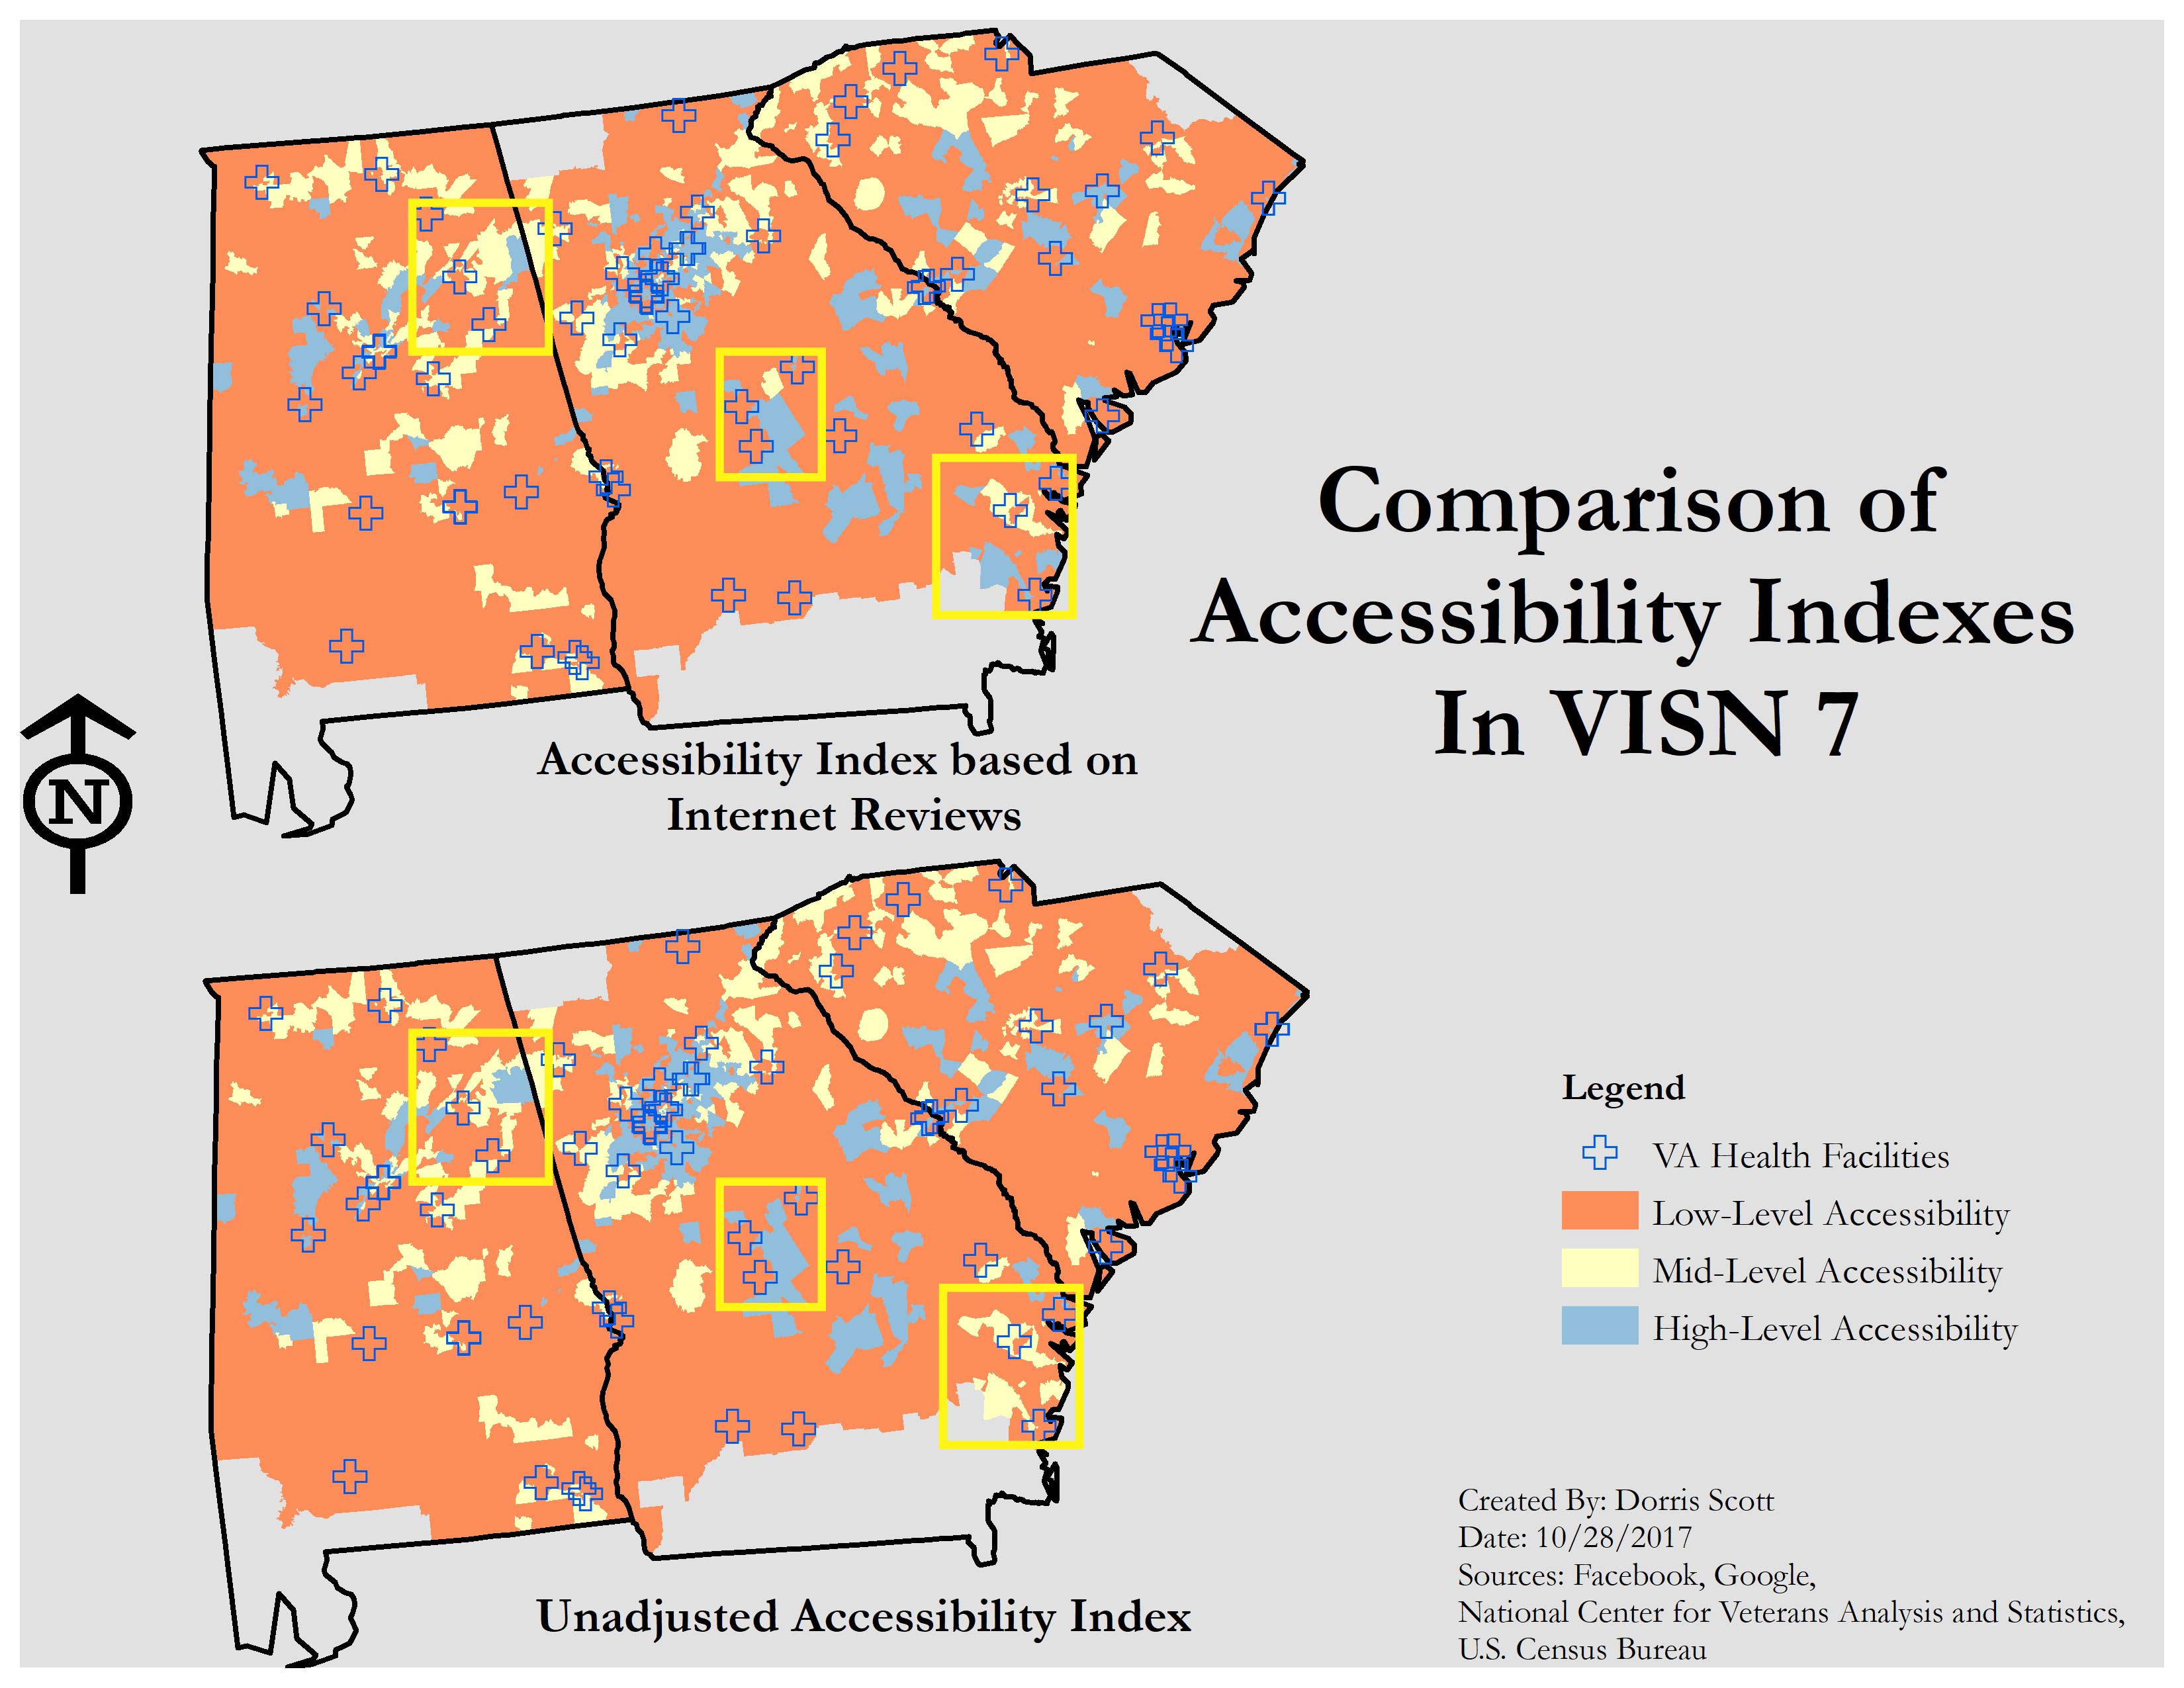 Comparison of
Accessibility Indexes
In VISN 7
Accessibility Index based on
Internet Reviews
N
Unadjusted Accessibility Index
Legend
VA Health Facilities
Low-Level Accessibility
Mid-Level Accessibility
High-Level Accessibility
Created By: Dorris Scott
Date: 10/28/2017
Sources: Facebook, Google,
National Center for Veterans Analysis and Statistics,
U.S. Census Bureau